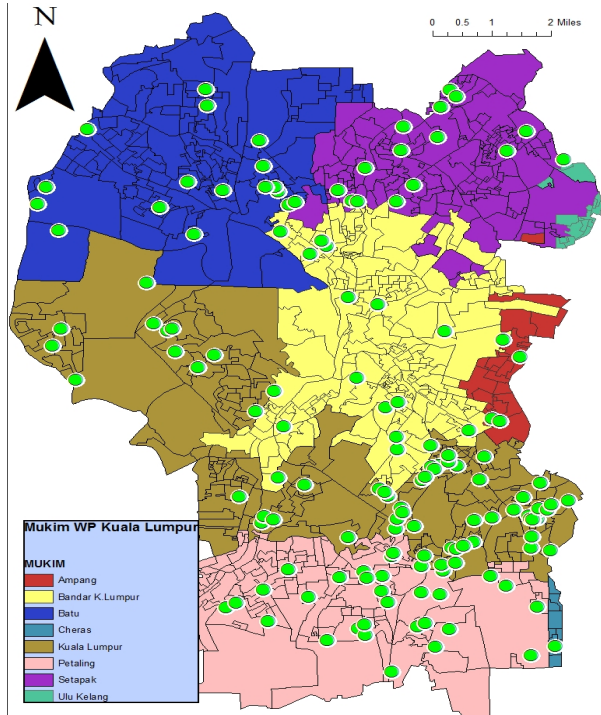 N
0 0.5 1 2 Miles
Mukim WP Kuala Lumpur
MUKIM
Ampang
Bandar K.Lumpur
Batu
Cheras
Kuala Lumpur
Petaling
Setapak
Ulu Kelang